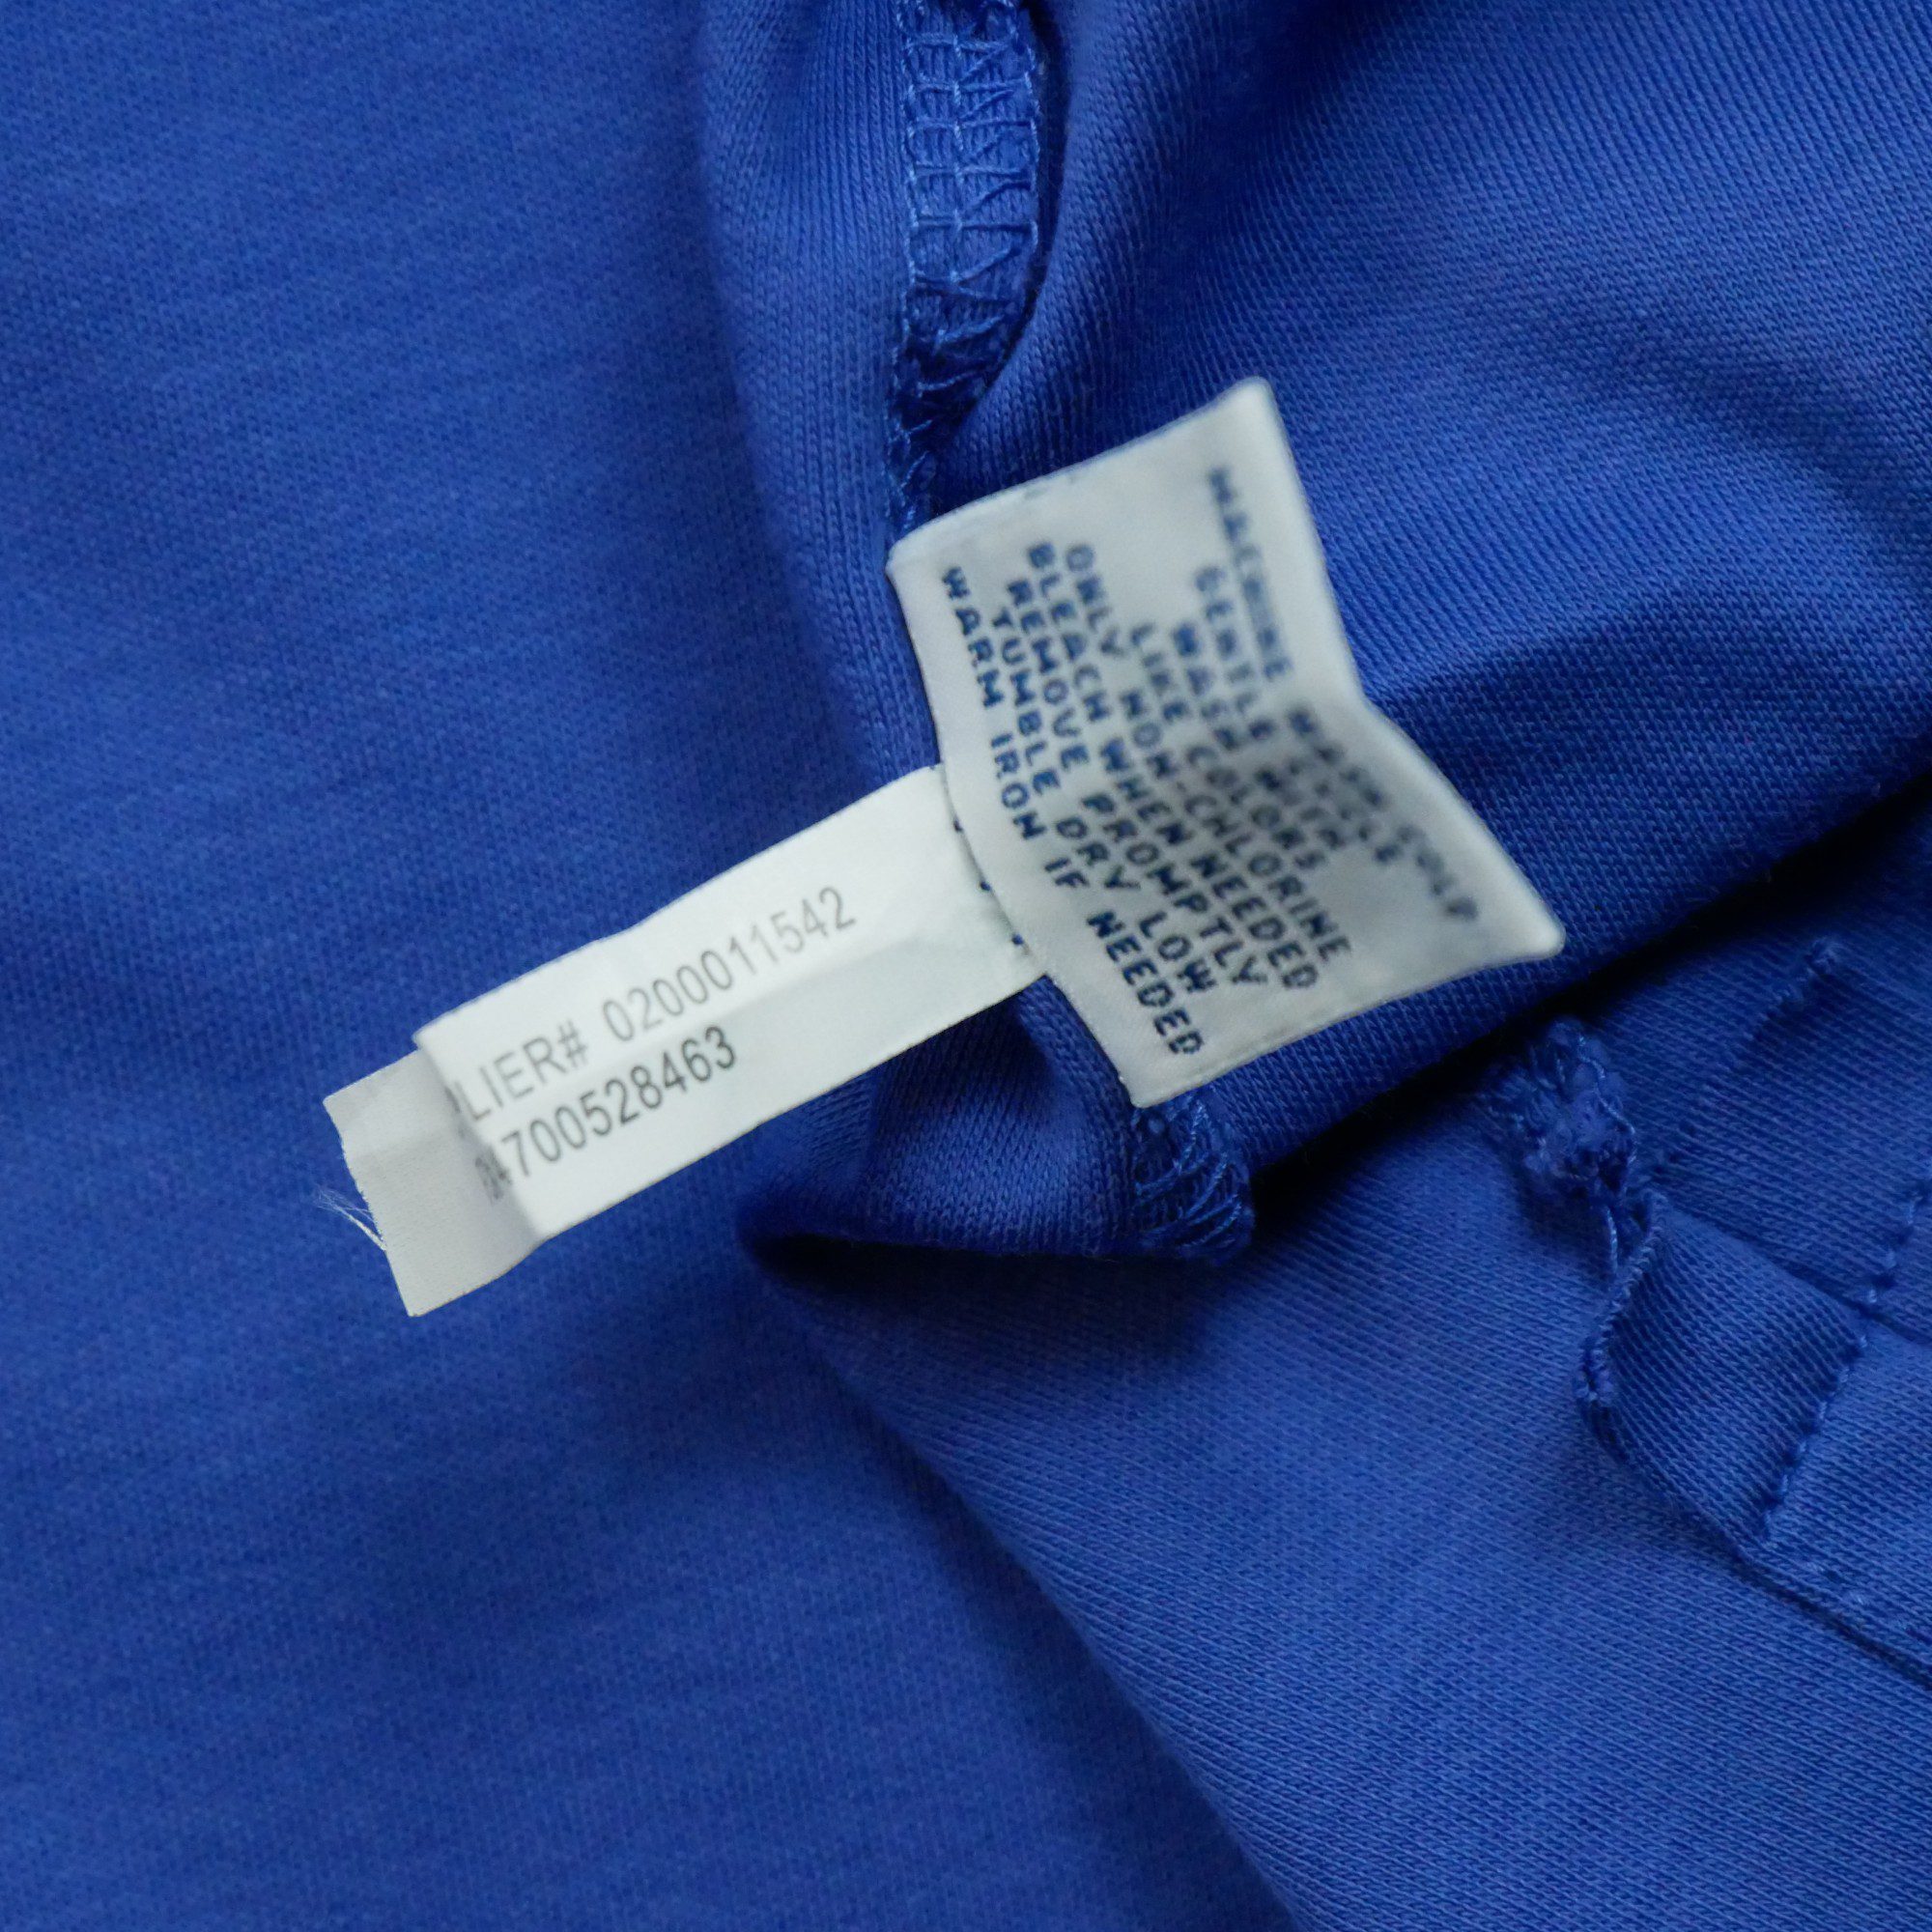 MACHINE WASH COLD
GENTLE CYCLE
WASH WITH
LIKE COLORS
ONLY NON-CHLORINE
BLEACH WHEN NEEDED
REMOVE PROMPTLY
TUMBLE DRY LOW
WARM IRON IF NEEDED
LIER# 0200011542
4700528463